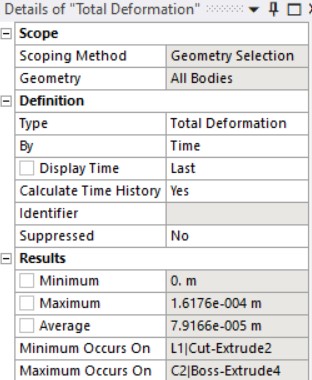 Details of "Total Deformation"
Scope
Scoping Method Geometry Selection
Geometry All Bodies
Definition
Type Total Deformation
By Time
Display Time Last
Calculate Time History Yes
Identifier
Suppressed No
Results
Minimum 0. m
Maximum 1.6176e-004 m
Average 7.9166e-005 m
Minimum Occurs On L1|Cut-Extrude2
Maximum Occurs On C2|Boss-Extrude4